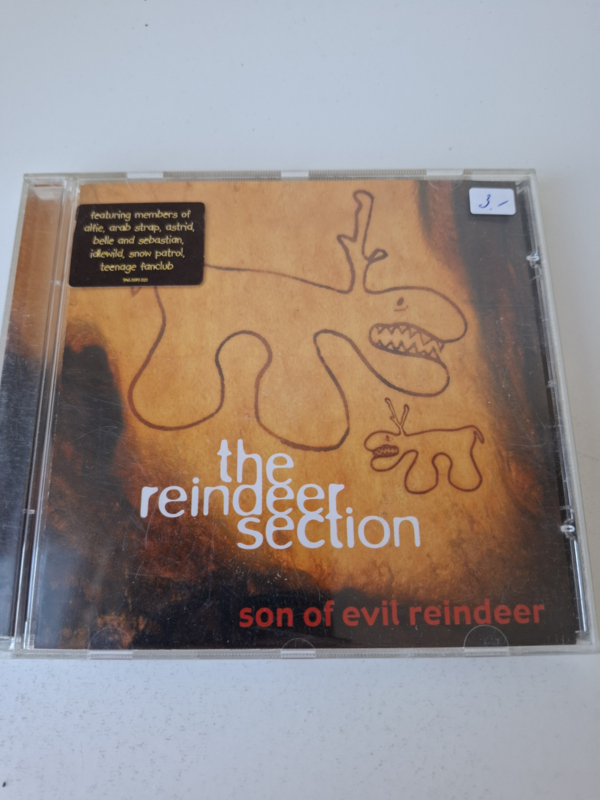 featuring members of
alfie, arab strap, astrid,
belle and sebastian,
idlewild, snow patrol,
teenage fanclub
3.-
the
reindeer
section
son of evil reindeer